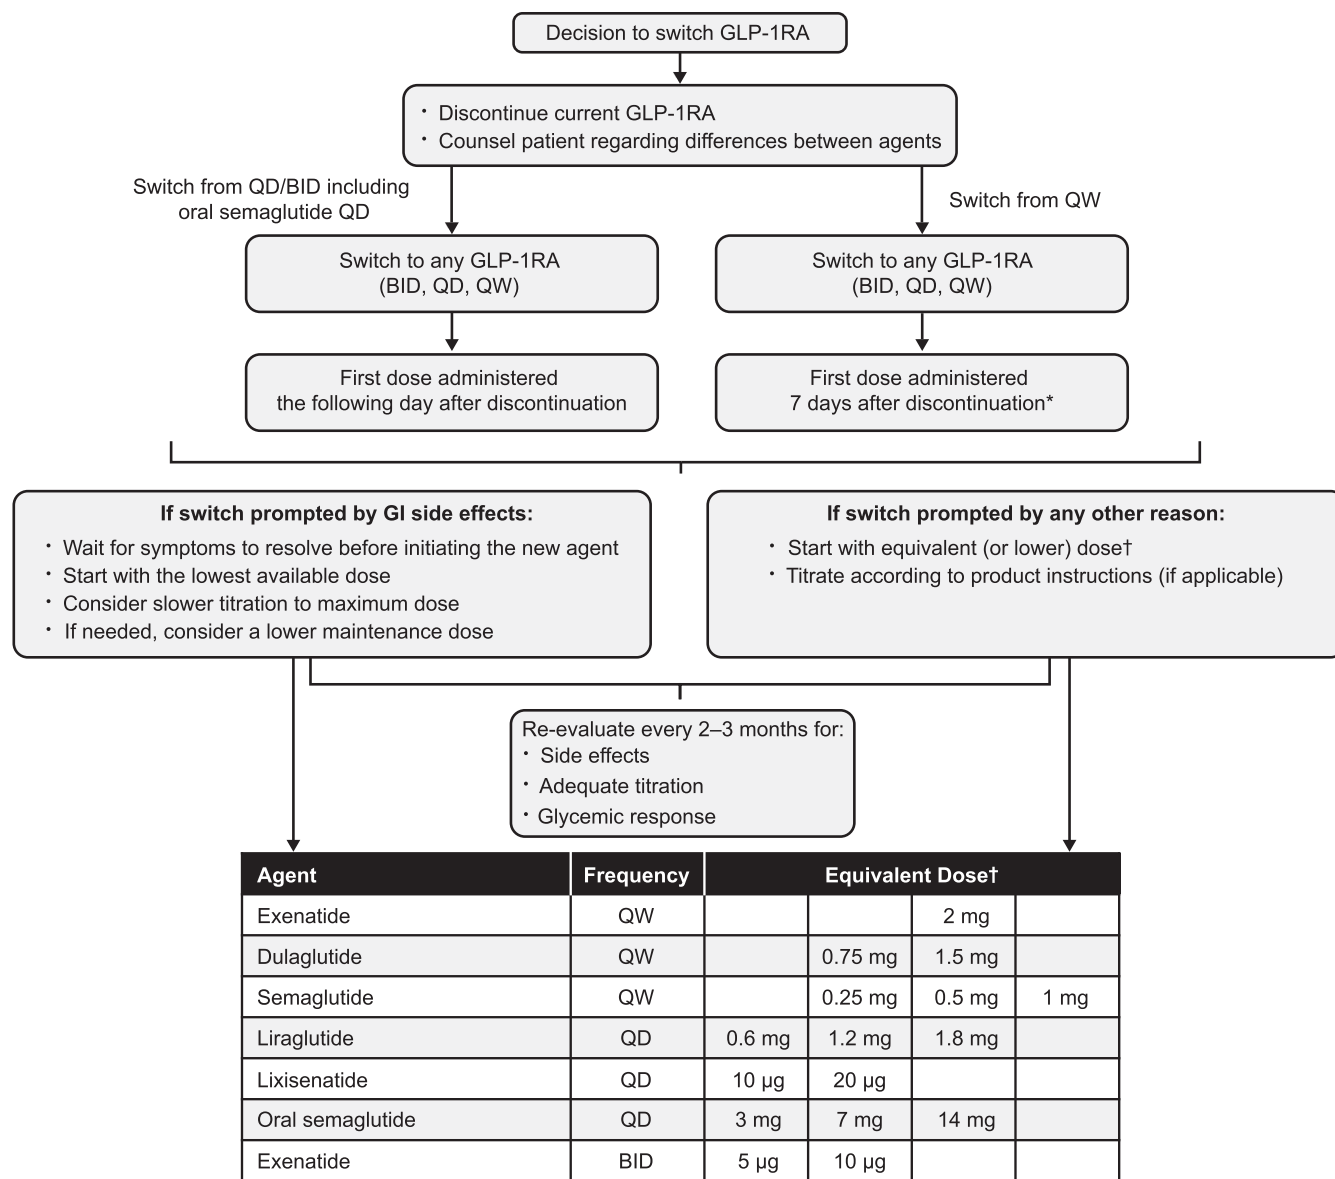 Decision to switch GLP-1RA
· Discontinue current GLP-1RA
· Counsel patient regarding differences between agents
Switch from QD/BID including
oral semaglutide QD
Switch from QW
Switch to any GLP-1RA
(BID, QD, QW)
Switch to any GLP-1RA
(BID, QD, QW)
First dose administered
the following day after discontinuation
First dose administered
7 days after discontinuation*
If switch prompted by GI side effects:
· Wait for symptoms to resolve before initiating the new agent
· Start with the lowest available dose
· Consider slower titration to maximum dose
· If needed, consider a lower maintenance dose
If switch prompted by any other reason:
· Start with equivalent (or lower) dose†
· Titrate according to product instructions (if applicable)
Re-evaluate every 2–3 months for:
· Side effects
· Adequate titration
· Glycemic response
Agent Frequency Equivalent Dose†
Exenatide QW 2 mg
Dulaglutide QW 0.75 mg 1.5 mg
Semaglutide QW 0.25 mg 0.5 mg 1 mg
Liraglutide QD 0.6 mg 1.2 mg 1.8 mg
Lixisenatide QD 10 µg 20 µg
Oral semaglutide QD 3 mg 7 mg 14 mg
Exenatide BID 5 µg 10 µg